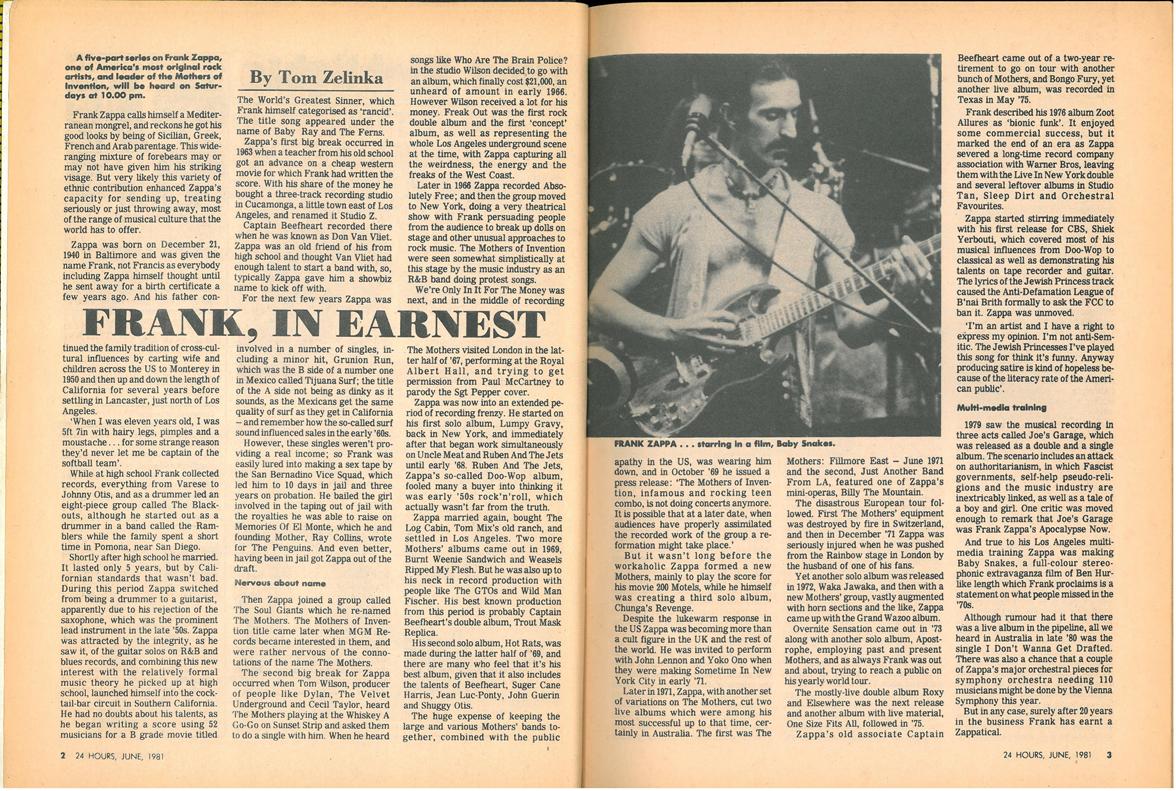 A five-part series on Frank Zappa,
one of America's most original rock
artists, and leader of the Mothers of
Invention, will be heard on Satur-
days at 10.00 pm.
Frank Zappa calls himself a Mediter-
ranean mongrel, and reckons he got his
good looks by being of Sicilian, Greek,
French and Arab parentage. This wide-
ranging mixture of forebears may or
may not have given him his striking
visage. But very likely this variety of
ethnic contribution enhanced Zappa's
capacity for sending up, treating
seriously or just throwing away, most
of the range of musical culture that the
world has to offer.
Zappa was born on December 21,
1940 in Baltimore and was given the
name Frank, not Francis as everybody
including Zappa himself thought until
he sent away for a birth certificate a
few years ago. And his father con-
FRANK, IN EARNEST
tinued the family tradition of cross-cul-
tural influences by carting wife and
children across the US to Monterey in
1950 and then up and down the length of
California for several years before
settling in Lancaster, just north of Los
Angeles.
'When I was eleven years old, I was
5ft 7in with hairy legs, pimples and a
moustache . . . for some strange reason
they'd never let me be captain of the
softball team'.
While at high school Frank collected
records, everything from Varese to
Johnny Otis, and as a drummer led an
eight-piece group called The Black-
outs, although he started out as a
drummer in a band called the Ram-
blers while the family spent a short
time in Pomona, near San Diego.
Shortly after high school he married.
It lasted only 5 years, but by Cali-
fornian standards that wasn't bad.
During this period Zappa switched
from being a drummer to a guitarist,
apparently due to his rejection of the
saxophone, which was the prominent
lead instrument in the late '50s. Zappa
was attracted by the integrity, as he
saw it, of the guitar solos on R&B and
blues records, and combining this new
interest with the relatively formal
music theory he picked up at high
school, launched himself into the cock-
tail-bar circuit in Southern California.
He had no doubts about his talents, as
he began writing a score using 52
musicians for a B grade movie titled
By Tom Zelinka
The World's Greatest Sinner, which
Frank himself categorised as 'rancid'.
The title song appeared under the
name of Baby Ray and The Ferns.
Zappa's first big break occurred in
1963 when a teacher from his old school
got an advance on a cheap western
movie for which Frank had written the
score. With his share of the money he
bought a three-track recording studio
in Cucamonga, a little town east of Los
Angeles, and renamed it Studio Z.
Captain Beefheart recorded there
when he was known as Don Van Vliet.
Zappa was an old friend of his from
high school and thought Van Vliet had
enough talent to start a band with, so,
typically Zappa gave him a showbiz
name to kick off with.
For the next few years Zappa was
involved in a number of singles, in-
cluding a minor hit, Grunion Run,
which was the B side of a number one
in Mexico called Tijuana Surf; the title
of the A side not being as dinky as it
sounds, as the Mexicans get the same
quality of surf as they get in California
– and remember how the so-called surf
sound influenced sales in the early '60s.
However, these singles weren't pro-
viding a real income; so Frank was
easily lured into making a sex tape by
the San Bernadino Vice Squad, which
led him to 10 days in jail and three
years on probation. He bailed the girl
involved in the taping out of jail with
the royalties he was able to raise on
Memories Of El Monte, which he and
founding Mother, Ray Collins, wrote
for The Penguins. And even better,
having been in jail got Zappa out of the
draft.
Nervous about name
Then Zappa joined a group called
The Soul Giants which he re-named
The Mothers. The Mothers of Inven-
tion title came later when MGM Re-
cords became interested in them, and
were rather nervous of the conno-
tations of the name The Mothers.
The second big break for Zappa
occurred when Tom Wilson, producer
of people like Dylan, The Velvet
Underground and Cecil Taylor, heard
The Mothers playing at the Whiskey A
Go-Go on Sunset Strip and asked them
to do a single with him. When he heard
songs like Who Are The Brain Police?
in the studio Wilson decided to go with
an album, which finally cost $21,000, an
unheard of amount in early 1966.
However Wilson received a lot for his
money. Freak Out was the first rock
double album and the first 'concept'
album, as well as representing the
whole Los Angeles underground scene
at the time, with Zappa capturing all
the weirdness, the energy and the
freaks of the West Coast.
Later in 1966 Zappa recorded Abso-
lutely Free; and then the group moved
to New York, doing a very theatrical
show with Frank persuading people
from the audience to break up dolls on
stage and other unusual approaches to
rock music. The Mothers of Invention
were seen somewhat simplistically at
this stage by the music industry as an
R&B band doing protest songs.
We're Only In It For The Money was
next, and in the middle of recording
The Mothers visited London in the lat-
ter half of '67, performing at the Royal
Albert Hall, and trying to get
permission from Paul McCartney to
parody the Sgt Pepper cover.
Zappa was now into an extended pe-
riod of recording frenzy. He started on
his first solo album, Lumpy Gravy,
back in New York, and immediately
after that began work simultaneously
on Uncle Meat and Ruben And The Jets
until early '68. Ruben And The Jets,
Zappa's so-called Doo-Wop album,
fooled many a buyer into thinking it
was early '50s rock'n'roll, which
actually wasn't far from the truth.
Zappa married again, bought The
Log Cabin, Tom Mix's old ranch, and
settled in Los Angeles. Two more
Mothers' albums came out in 1969,
Burnt Weenie Sandwich and Weasels
Ripped My Flesh. But he was also up to
his neck in record production with
people like The GTOs and Wild Man
Fischer. His best known production
from this period is probably Captain
Beefheart's double album, Trout Mask
Replica.
His second solo album, Hot Rats, was
made during the latter half of '69, and
there are many who feel that it's his
best album, given that it also includes
the talents of Beefheart, Sugar Cane
Harris, Jean Luc-Ponty, John Guerin
and Shuggy Otis.
The huge expense of keeping the
large and various Mothers' bands to-
gether, combined with the public
2 24 HOURS, JUNE, 1981
FRANK ZAPPA . . . starring in a film, Baby Snakes.
apathy in the US, was wearing him
down, and in October '69 he issued a
press release: 'The Mothers of Inven-
tion, infamous and rocking teen
combo, is not doing concerts anymore.
It is possible that at a later date, when
audiences have properly assimilated
the recorded work of the group a re-
formation might take place.'
But it wasn't long before the
workaholic Zappa formed a new
Mothers, mainly to play the score for
his movie 200 Motels, while he himself
was creating a third solo album,
Chunga's Revenge.
Despite the lukewarm response in
the US Zappa was becoming more than
a cult figure in the UK and the rest of
the world. He was invited to perform
with John Lennon and Yoko Ono when
they were making Sometime In New
York City in early '71.
Later in 1971, Zappa, with another set
of variations on The Mothers, cut two
live albums which were among his
most successful up to that time, cer-
tainly in Australia. The first was The
Mothers: Fillmore East – June 1971
and the second, Just Another Band
From LA, featured one of Zappa's
mini-operas, Billy The Mountain.
The disastrous European tour fol-
lowed. First The Mothers' equipment
was destroyed by fire in Switzerland,
and then in December '71 Zappa was
seriously injured when he was pushed
from the Rainbow stage in London by
the husband of one of his fans.
Yet another solo album was released
in 1972, Waka Jawaka, and then with a
new Mothers' group, vastly augmented
with horn sections and the like, Zappa
came up with the Grand Wazoo album.
Overnite Sensation came out in '73
along with another solo album, Apost-
rophe, employing past and present
Mothers, and as always Frank was out
and about, trying to reach a public on
his yearly world tour.
The mostly-live double album Roxy
and Elsewhere was the next release
and another album with live material,
One Size Fits All, followed in '75.
Zappa's old associate Captain
Beefheart came out of a two-year re-
tirement to go on tour with another
bunch of Mothers, and Bongo Fury, yet
another live album, was recorded in
Texas in May '75.
Frank described his 1976 album Zoot
Allures as 'bionic funk'. It enjoyed
some commercial success, but it
marked the end of an era as Zappa
severed a long-time record company
association with Warner Bros, leaving
them with the Live In New York double
and several leftover albums in Studio
Tan, Sleep Dirt and Orchestral
Favourites.
Zappa started stirring immediately
with his first release for CBS, Shiek
Yerbouti, which covered most of his
musical influences from Doo-Wop to
classical as well as demonstrating his
talents on tape recorder and guitar.
The lyrics of the Jewish Princess track
caused the Anti-Defamation League of
B'nai Brith formally to ask the FCC to
ban it. Zappa was unmoved.
'I'm an artist and I have a right to
express my opinion. I'm not anti-Sem-
itic. The Jewish Princesses I've played
this song for think it's funny. Anyway
producing satire is kind of hopeless be-
cause of the literacy rate of the Ameri-
can public'.
Multi-media training
1979 saw the musical recording in
three acts called Joe's Garage, which
was released as a double and a single
album. The scenario includes an attack
on authoritarianism, in which Fascist
governments, self-help pseudo-reli-
gions and the music industry are
inextricably linked, as well as a tale of
a boy and girl. One critic was moved
enough to remark that Joe's Garage
was Frank Zappa's Apocalypse Now.
And true to his Los Angeles multi-
media training Zappa was making
Baby Snakes, a full-colour stereo-
phonic extravaganza film of Ben Hur-
like length which Frank proclaims is a
statement on what people missed in the
'70s.
Although rumour had it that there
was a live album in the pipeline, all we
heard in Australia in late '80 was the
single I Don't Wanna Get Drafted.
There was also a chance that a couple
of Zappa's major orchestral pieces for
symphony orchestra needing 110
musicians might be done by the Vienna
Symphony this year.
But in any case, surely after 20 years
in the business Frank has earned a
Zappatical.
24 HOURS, JUNE, 1981 3